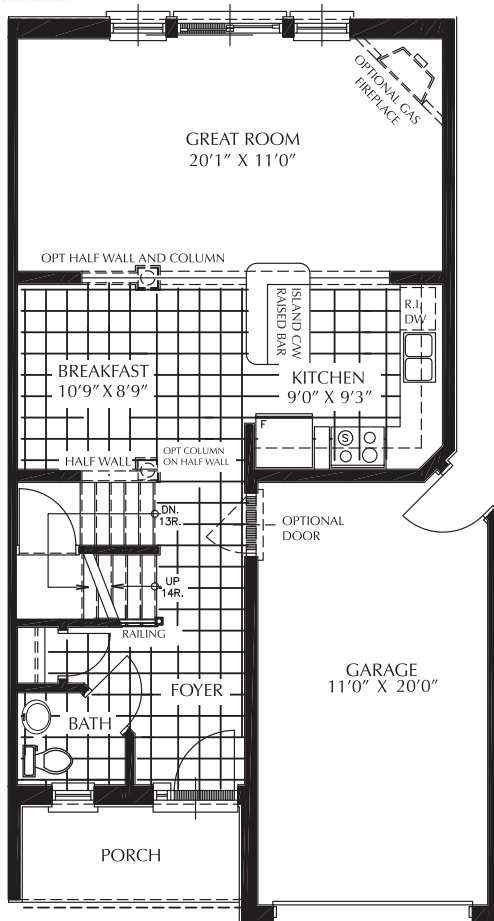 OPTIONAL GAS
FIREPLACE
GREAT ROOM
20'1" X 11'0"
OPT HALF WALL AND COLUMN
ISLAND C/W
RAISED BAR
R.I.
DW
BREAKFAST
10'9" X 8'9"
KITCHEN
9'0" X 9'3"
F
S
HALF WALL
OPT COLUMN
ON HALF WALL
DN.
13R.
OPTIONAL
DOOR
UP
14R.
RAILING
FOYER
GARAGE
11'0" X 20'0"
BATH
PORCH